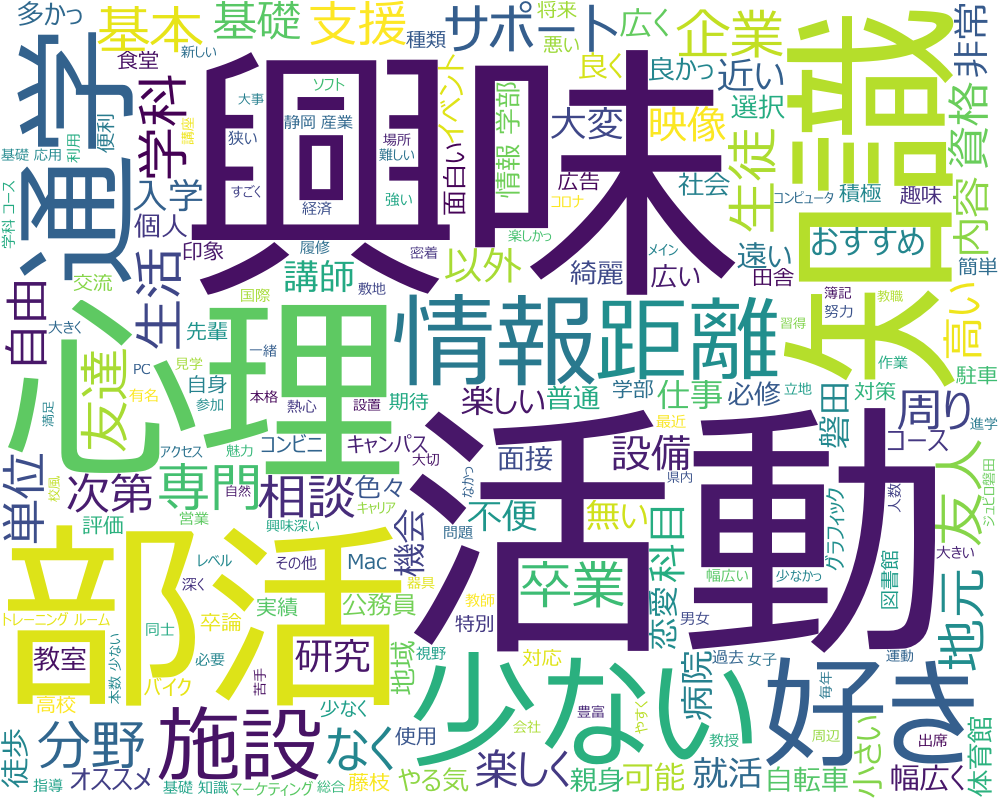 多かっ
通学
基本
基礎
支援
サポート
将来
悪い
広く
企業
知識
非常
種類
良く
良かっ
近い
新しい
食堂
学科
興味
ソフト
大事
講座
静岡 産業
狭い
場所
難しい
すごく
経済
強い
イベント
面白い
情報 学部
大変
映像
選択
生徒
資格
内容
便利
利用
基礎 応用
学科 コース
入学
個人
印象
生活
広告
社会
コロナ
コンピュータ
積極
趣味
おすすめ
遠い
田舎
簡単
履修
密着
楽しかっ
メイン
広い
綺麗
以外
講師
交流
国際
敷地
自由
大きく
先輩
心理
情報
距離
簿記
努力
教職
高い
駐車
習得
作業
友達
PC
見学
有名
自身
参加
一緒
本格
熱心
設置
期待
楽しい
普通
学部
仕事
必修
立地
対策
磐田
周り
コース
進学
満足
アクセス
魅力
コンビニ
キャンパス
大切
面接
設備
最近
県内
単位
次第
専門
相談
色々
校風
自然
キャリア
なかっ
不便
無い
科目
評価
営業
興味深い
機会
問題
活動
グラフィック
人数
友人
ジュビロ磐田
部活
レベル
その他
Mac
深く
器具
卒業
幅広い
少なかっ
図書館
大きい
トレーニング ルーム
同士
卒論
実績
公務員
教師
特別
恋愛
男女
地元
教室
必要
苦手
研究
地域
視野
対応
少ない
病院
過去
女子
好き
運動
高校
バイク
本数 少ない
施設
少なく
なく
使用
会社
豊富
やすく
教授
毎年
周辺
小さい
出席
体育館
徒歩
分野
指導
オススメ
基礎 知識
マーケティング
総合
藤枝
やる気
楽しく
親身
可能
就活
自転車
幅広く